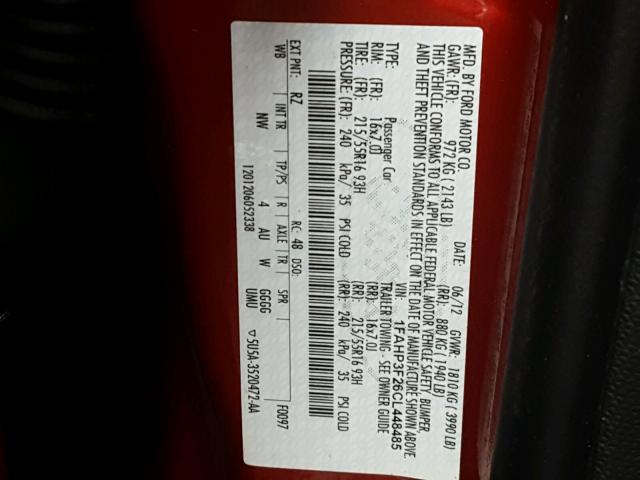 MFD. BY FORD MOTOR CO.
DATE: 06/12 GVWR: 1810 KG ( 3990 LB)
GAWR: (FR): 972 KG ( 2143 LB) (RR): 880 KG ( 1940 LB)
THIS VEHICLE CONFORMS TO ALL APPLICABLE FEDERAL MOTOR VEHICLE SAFETY, BUMPER,
AND THEFT PREVENTION STANDARDS IN EFFECT ON THE DATE OF MANUFACTURE SHOWN ABOVE.
VIN: 1FAHP3F26CL448485
TYPE: Passenger Car TRAILER TOWING - SEE OWNER GUIDE
RIM: (FR): 16x7.0J (RR): 16x7.0J
TIRE: (FR): 215/55R16 93H (RR): 215/55R16 93H
PRESSURE: (FR): 240 kPa/ 35 PSI COLD (RR): 240 kPa/ 35 PSI COLD
EXT PNT: RZ RC: 48 DSO: F0097
WB INT TR TP/PS R AXLE TR SPR
NW 4 AU W GGGG
1201206052338 UMU ▽5U5A-3520472-AA